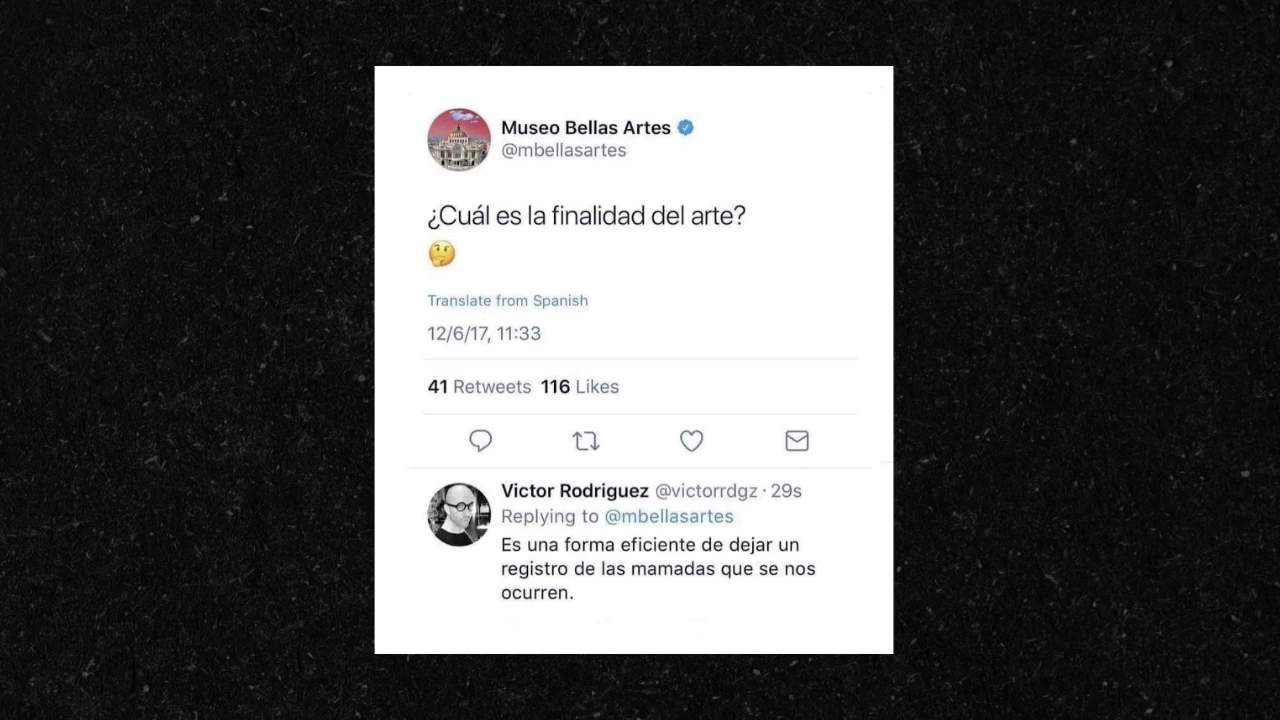 Museo Bellas Artes
@mbellasartes
¿Cuál es la finalidad del arte?
🤔
Translate from Spanish
12/6/17, 11:33
41 Retweets 116 Likes
Victor Rodriguez @victorrdgz · 29s
Replying to @mbellasartes
Es una forma eficiente de dejar un
registro de las mamadas que se nos
ocurren.